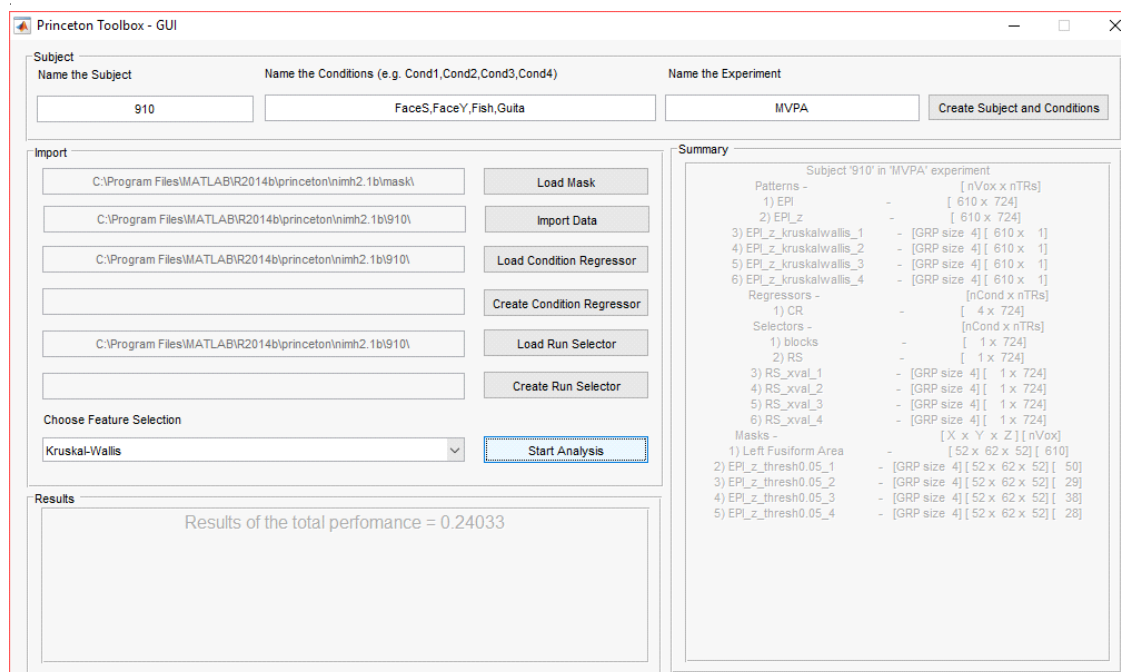 Princeton Toolbox - GUI
Subject
Name the Subject
Name the Conditions (e.g. Cond1,Cond2,Cond3,Cond4)
Name the Experiment
910
FaceS,FaceY,Fish,Guita
MVPA
Create Subject and Conditions
Import
C:\Program Files\MATLAB\R2014b\princeton\nimh2.1b\mask\
Load Mask
C:\Program Files\MATLAB\R2014b\princeton\nimh2.1b\910\
Import Data
C:\Program Files\MATLAB\R2014b\princeton\nimh2.1b\910\
Load Condition Regressor
Create Condition Regressor
C:\Program Files\MATLAB\R2014b\princeton\nimh2.1b\910\
Load Run Selector
Create Run Selector
Choose Feature Selection
Kruskal-Wallis
Start Analysis
Results
Results of the total perfomance = 0.24033
Summary
Subject '910' in 'MVPA' experiment
Patterns - [ nVox x nTRs]
1) EPI - [ 610 x 724]
2) EPI_z - [ 610 x 724]
3) EPI_z_kruskalwallis_1 - [GRP size 4] [ 610 x 1]
4) EPI_z_kruskalwallis_2 - [GRP size 4] [ 610 x 1]
5) EPI_z_kruskalwallis_3 - [GRP size 4] [ 610 x 1]
6) EPI_z_kruskalwallis_4 - [GRP size 4] [ 610 x 1]
Regressors - [nCond x nTRs]
1) CR - [ 4 x 724]
Selectors - [nCond x nTRs]
1) blocks - [ 1 x 724]
2) RS - [ 1 x 724]
3) RS_xval_1 - [GRP size 4] [ 1 x 724]
4) RS_xval_2 - [GRP size 4] [ 1 x 724]
5) RS_xval_3 - [GRP size 4] [ 1 x 724]
6) RS_xval_4 - [GRP size 4] [ 1 x 724]
Masks - [ X x Y x Z ] [ nVox]
1) Left Fusiform Area - [ 52 x 62 x 52] [ 610]
2) EPI_z_thresh0.05_1 - [GRP size 4] [ 52 x 62 x 52] [ 50]
3) EPI_z_thresh0.05_2 - [GRP size 4] [ 52 x 62 x 52] [ 29]
4) EPI_z_thresh0.05_3 - [GRP size 4] [ 52 x 62 x 52] [ 38]
5) EPI_z_thresh0.05_4 - [GRP size 4] [ 52 x 62 x 52] [ 28]